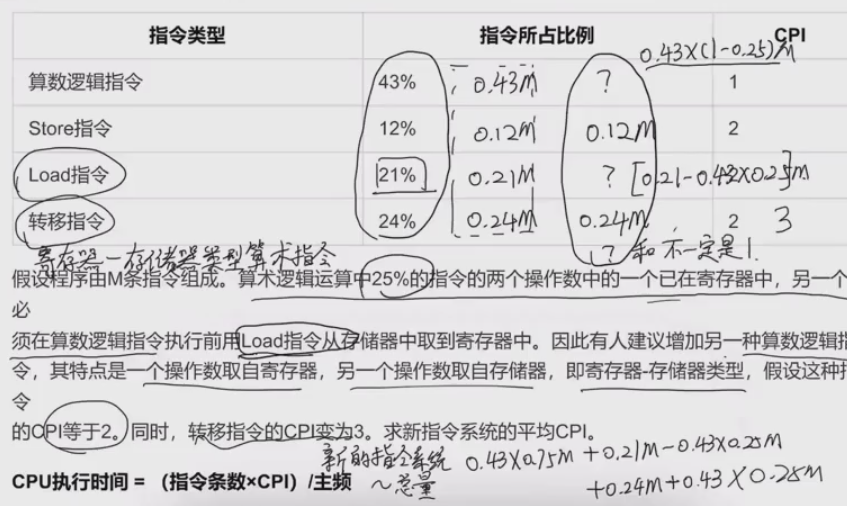 指令类型 指令所占比例 CPI
0.43×(1-0.25)M
算数逻辑指令 43% 0.43M ? 1
Store指令 12% 0.12M 0.12M 2
Load指令 21% 0.21M ? [0.21-0.43×0.25M]
转移指令 24% 0.24M 0.24M 2 3
寄存器-存储器类型算术指令 ? 和不一定是1.
假设程序由M条指令组成。算术逻辑运算中25%的指令的两个操作数中的一个已在寄存器中，另一个
必
须在算数逻辑指令执行前用Load指令从存储器中取到寄存器中。因此有人建议增加另一种算数逻辑指
令，其特点是一个操作数取自寄存器，另一个操作数取自存储器，即寄存器-存储器类型，假设这种指
令
的CPI等于2。同时，转移指令的CPI变为3。求新指令系统的平均CPI。
新的指令系统 0.43×0.75M+0.21M-0.43×0.25M
CPU执行时间 = （指令条数×CPI）/主频 ~总量 +0.24M+0.43×0.25M